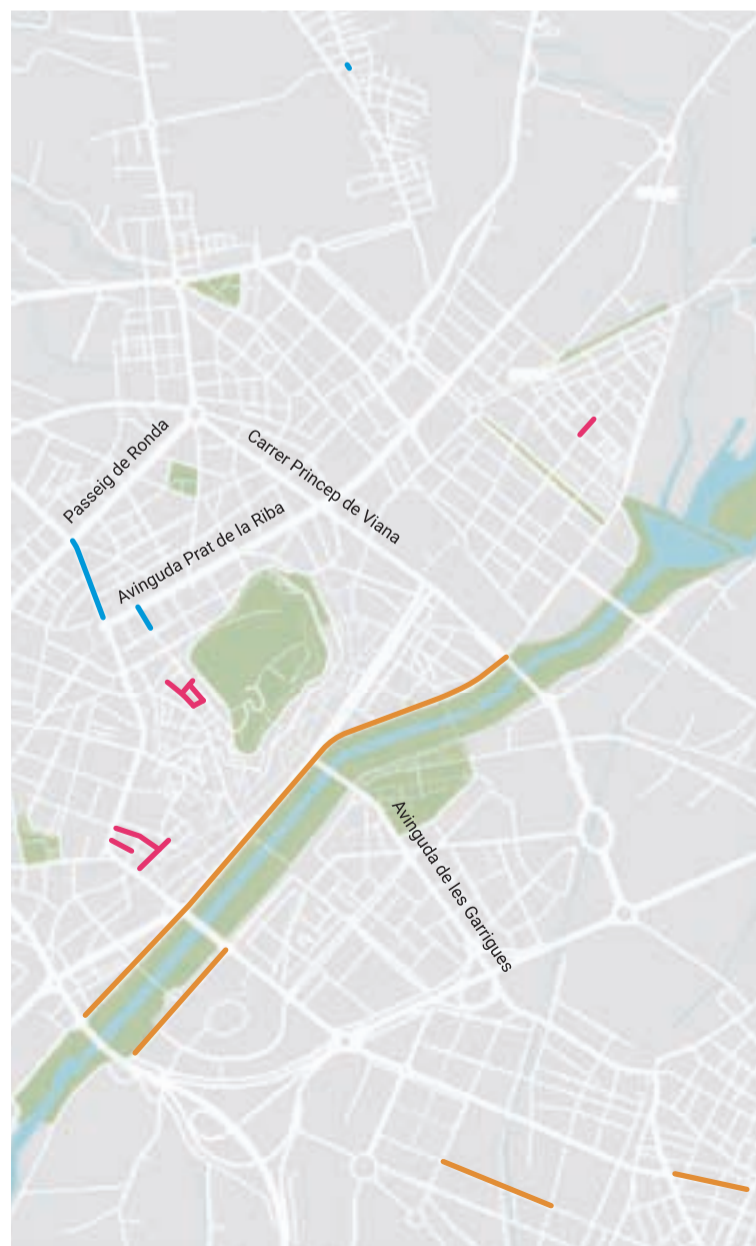 Passeig de Ronda
Carrer Princep de Viana
Avinguda Prat de la Riba
Avinguda de les Garrigues